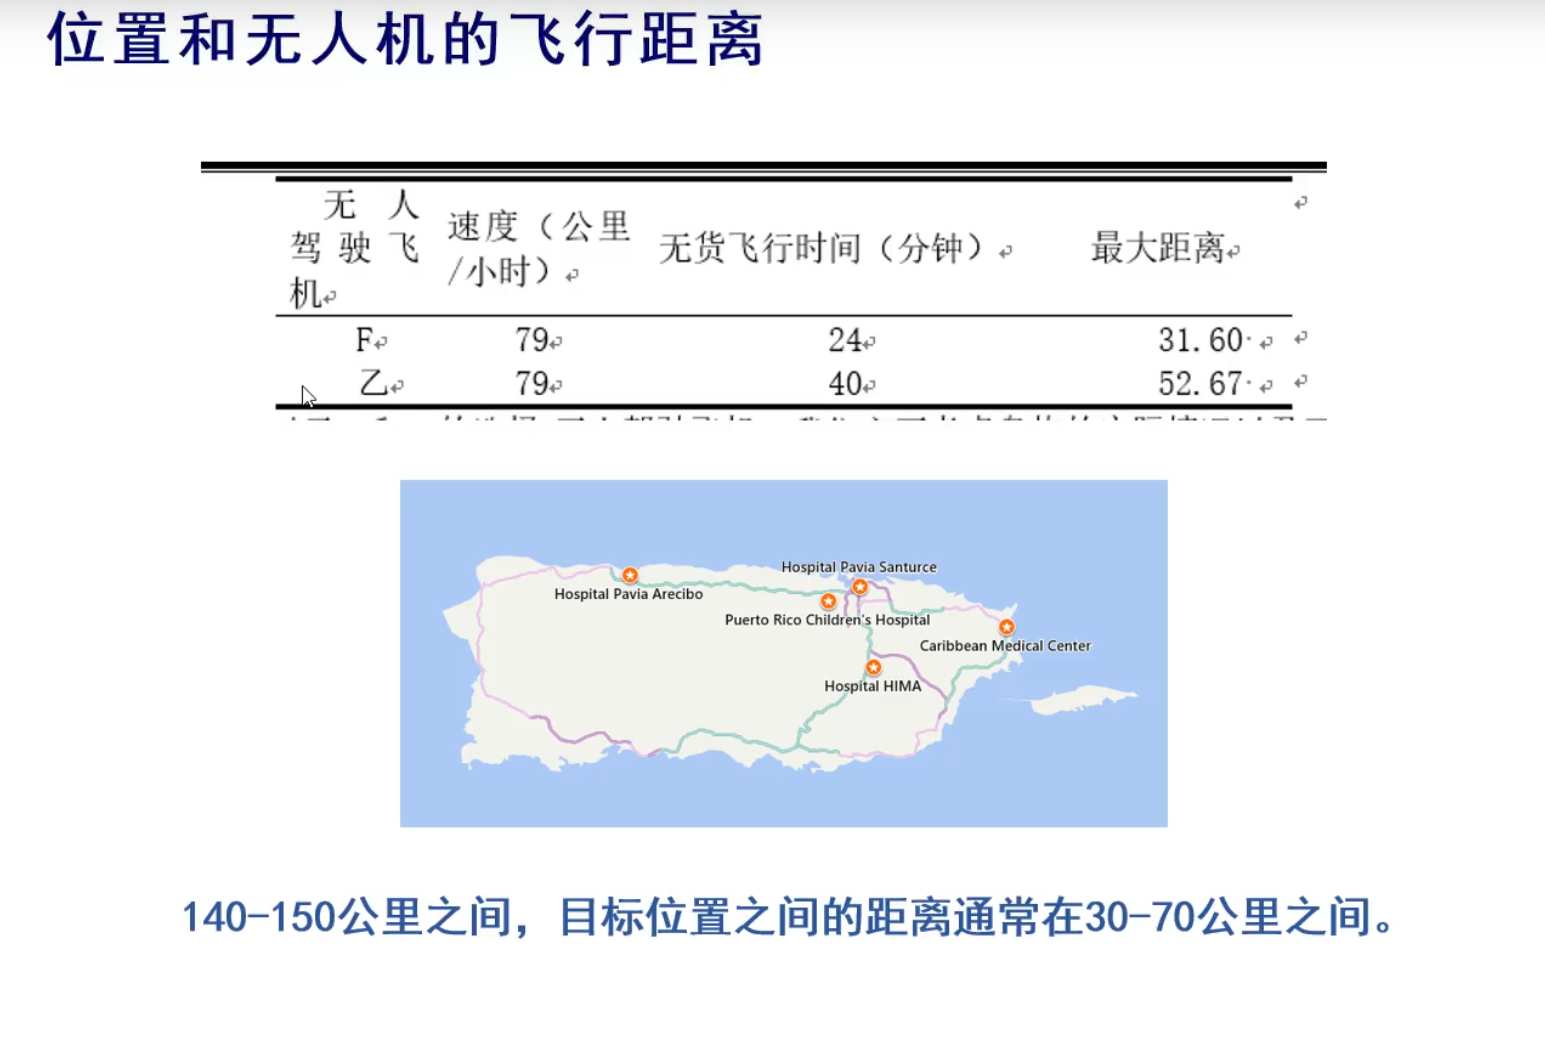 位置和无人机的飞行距离
无 人
驾 驶 飞
机
速度（公里
/小时）
无货飞行时间（分钟）
最大距离
F 79 24 31.60
乙 79 40 52.67
Hospital Pavia Santurce
Hospital Pavia Arecibo
Puerto Rico Children's Hospital
Caribbean Medical Center
Hospital HIMA
140-150公里之间，目标位置之间的距离通常在30-70公里之间。